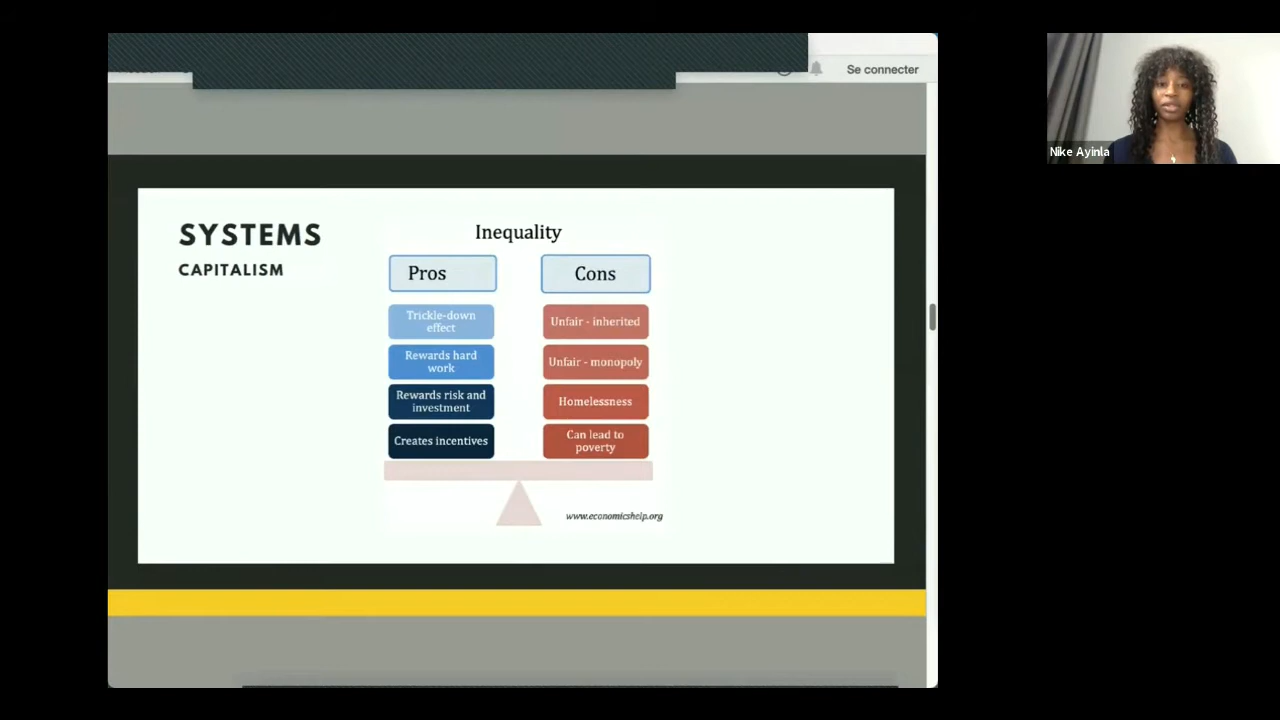 Se connecter
Nike Ayinla
SYSTEMS
CAPITALISM
Inequality
Pros
Cons
Trickle-down
effect
Unfair - inherited
Rewards hard
work
Unfair - monopoly
Rewards risk and
investment
Homelessness
Creates incentives
Can lead to
poverty
www.economicshelp.org